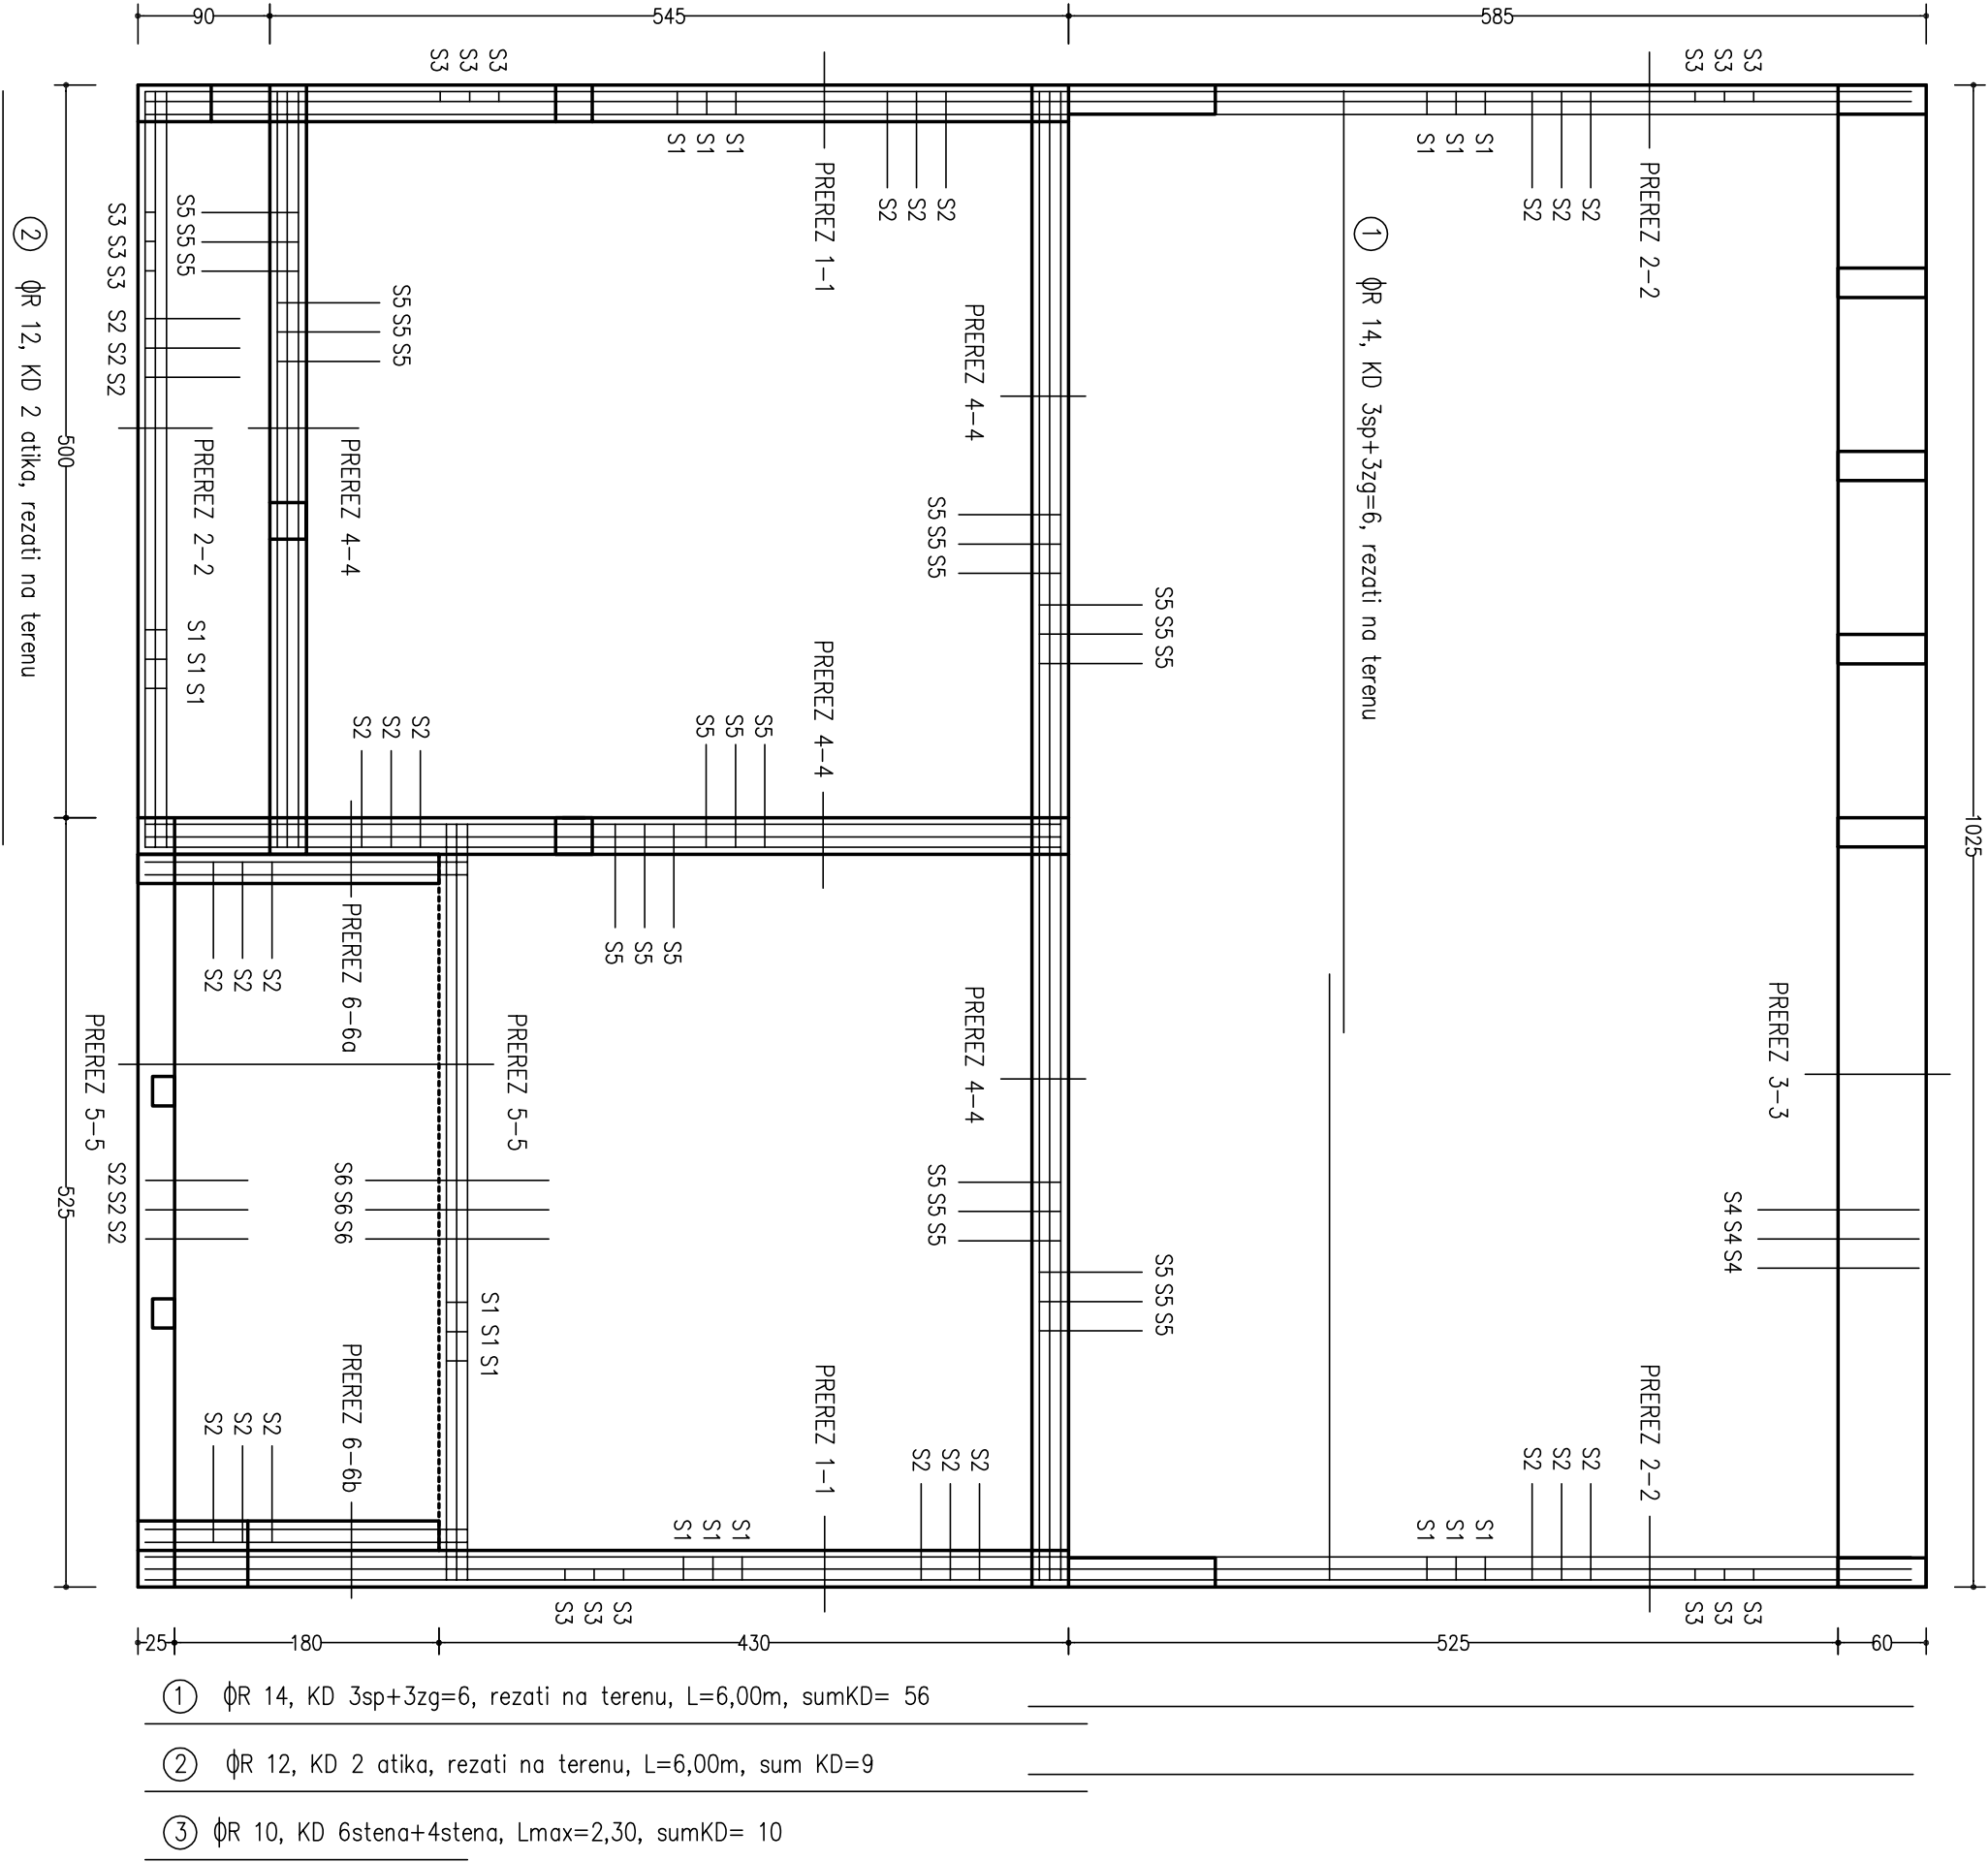 90
545
585
S3 S3 S3
S3 S3 S3
S1 S1 S1
S2 S2 S2
S1 S1 S1
S2 S2 S2
PREREZ 1-1
PREREZ 2-2
S3 S3 S3
S5 S5 S5
S2 S2 S2
S5 S5 S5
1 ϕR 14, KD 3sp+3zg=6, rezati na terenu
2 ϕR 12, KD 2 atika, rezati na terenu
PREREZ 4-4
500
PREREZ 2-2
PREREZ 4-4
S5 S5 S5
S5 S5 S5
S1 S1 S1
PREREZ 4-4
S2 S2 S2
S5 S5 S5
1025
S2 S2 S2
PREREZ 6-6a
S5 S5 S5
PREREZ 4-4
PREREZ 3-3
PREREZ 5-5
PREREZ 5-5
525
S2 S2 S2
S6 S6 S6
S5 S5 S5
S4 S4 S4
S5 S5 S5
S1 S1 S1
PREREZ 6-6b
PREREZ 1-1
PREREZ 2-2
S2 S2 S2
S2 S2 S2
S2 S2 S2
S1 S1 S1
S1 S1 S1
S3 S3 S3
S3 S3 S3
25
180
430
525
60
1 ϕR 14, KD 3sp+3zg=6, rezati na terenu, L=6,00m, sumKD= 56
2 ϕR 12, KD 2 atika, rezati na terenu, L=6,00m, sum KD=9
3 ϕR 10, KD 6stena+4stena, Lmax=2,30, sumKD= 10